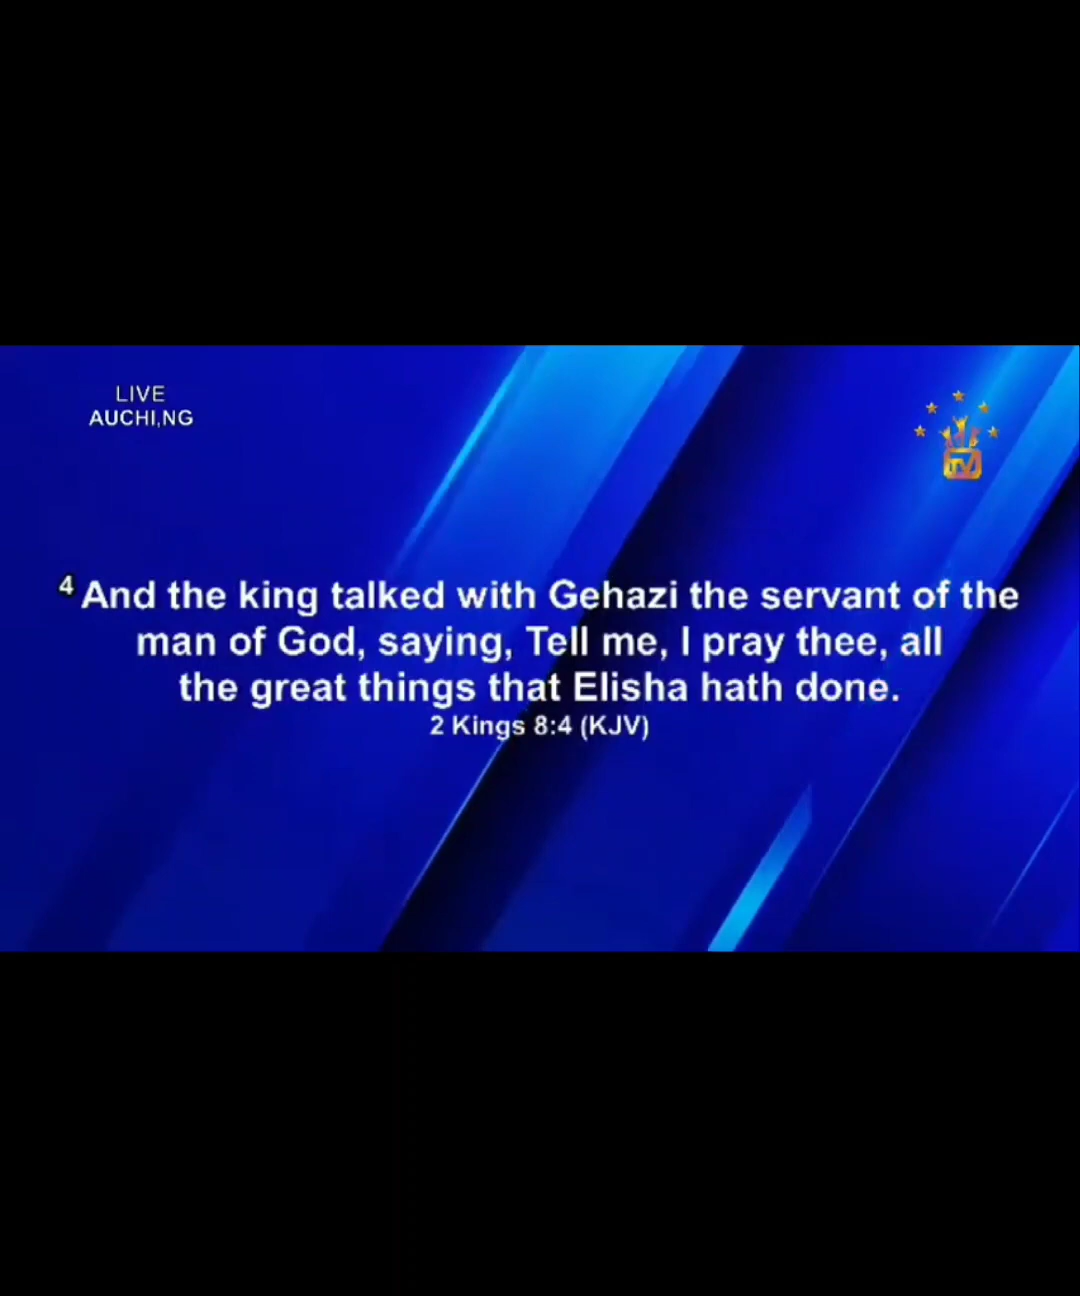 LIVE
AUCHI,NG
TV
4 And the king talked with Gehazi the servant of the
man of God, saying, Tell me, I pray thee, all
the great things that Elisha hath done.
2 Kings 8:4 (KJV)